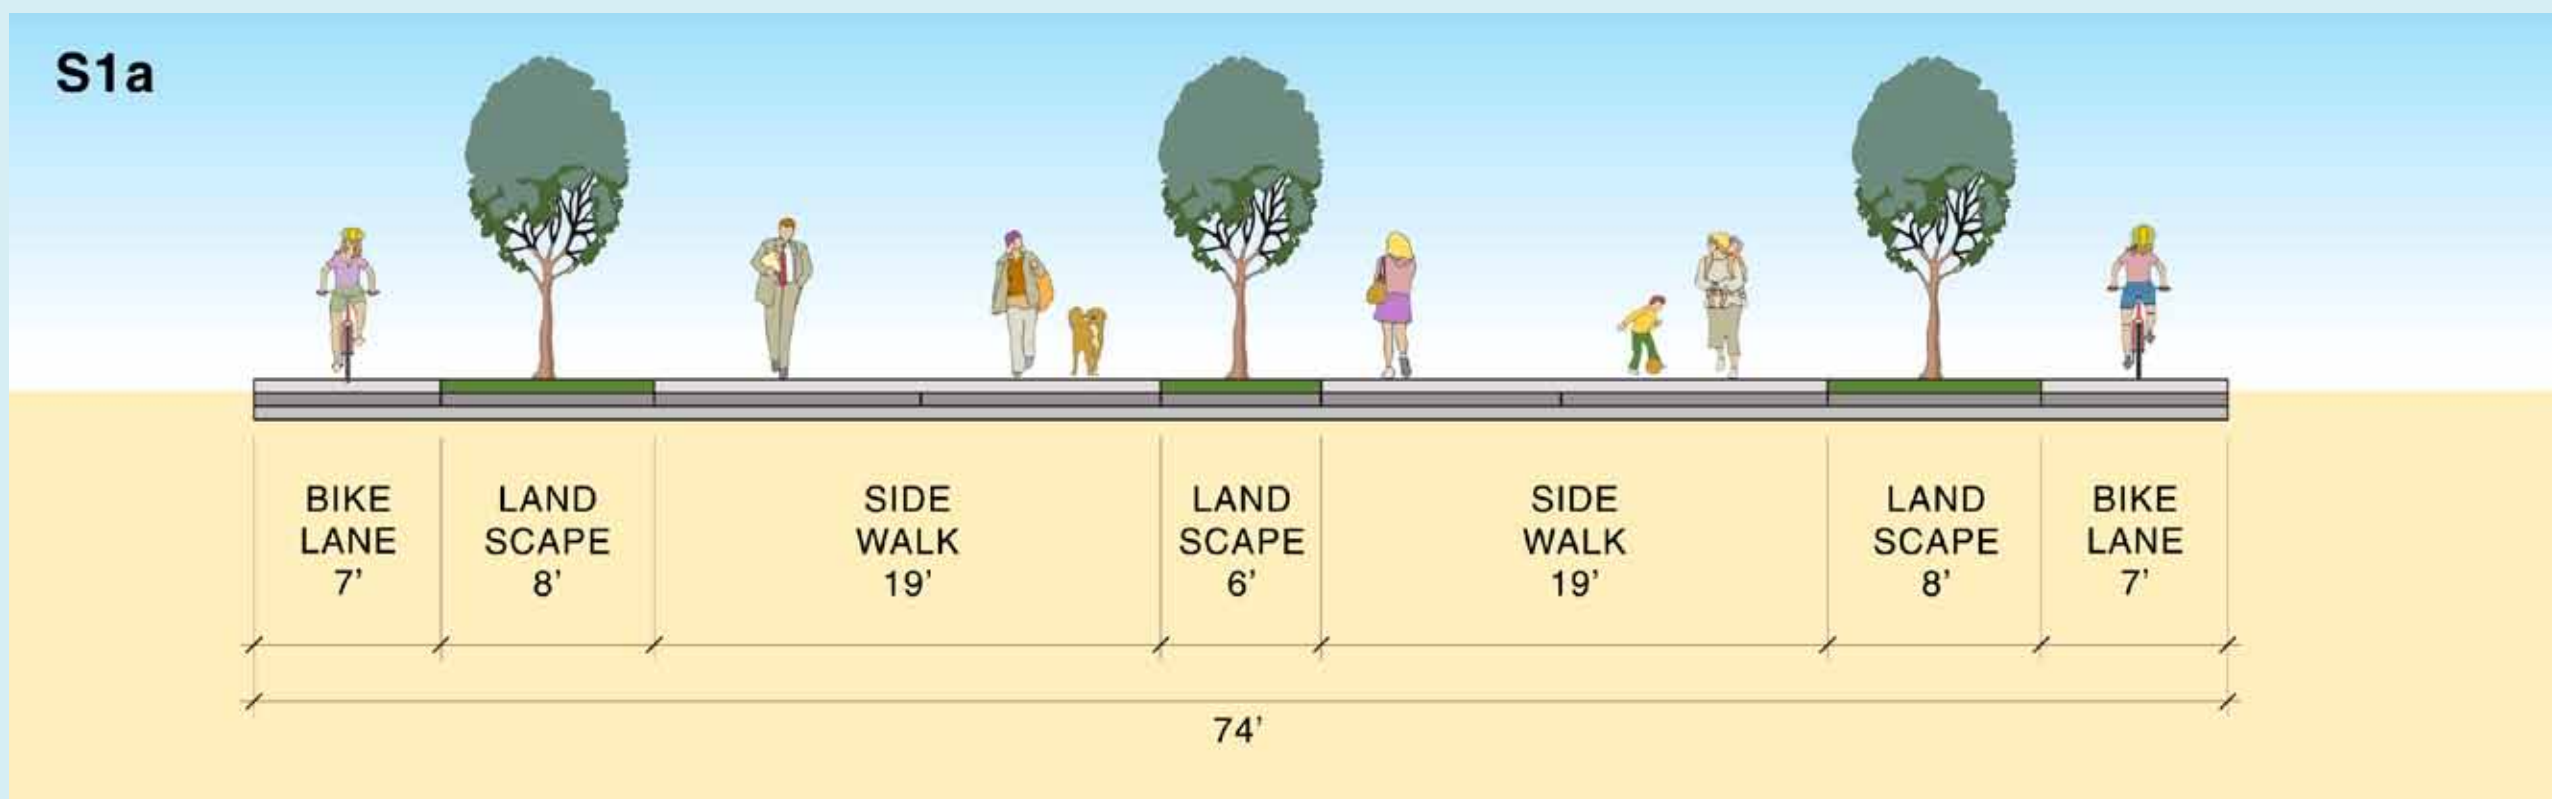 S1a
BIKE
LANE
7’
LAND
SCAPE
8’
SIDE
WALK
19’
LAND
SCAPE
6’
SIDE
WALK
19’
LAND
SCAPE
8’
BIKE
LANE
7’
74’